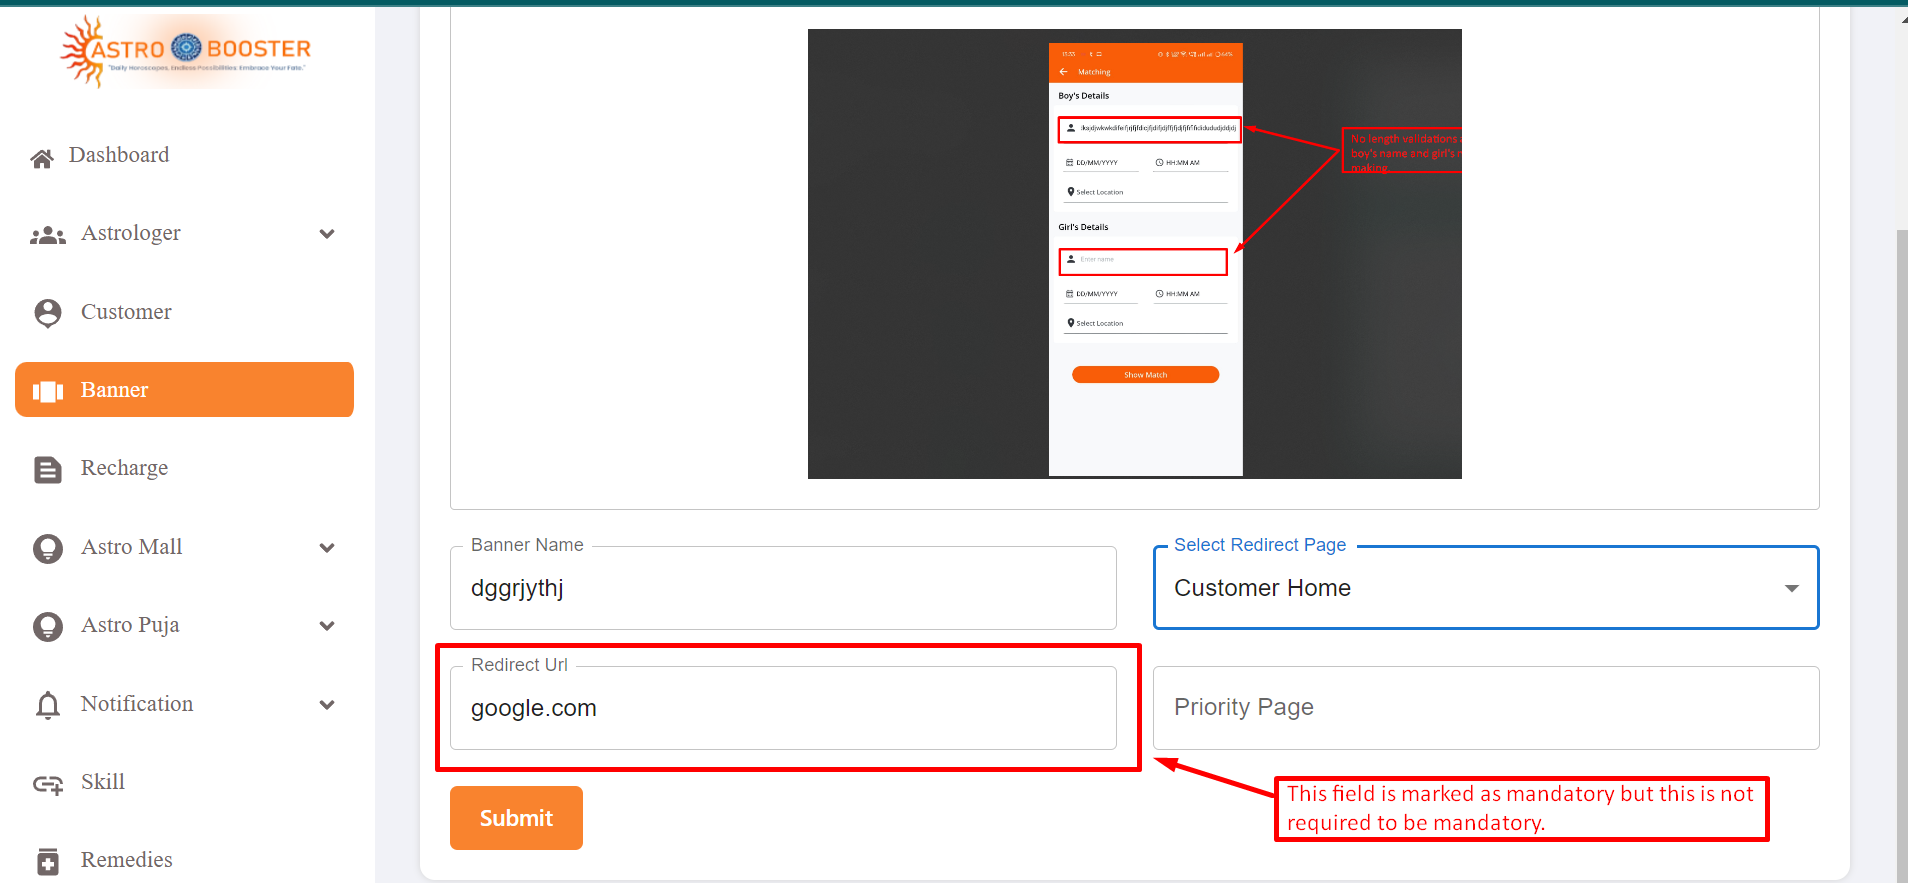 ASTRO BOOSTER
"Daily Horoscopes, Endless Possibilities: Embrace Your Fate."
Dashboard
Astrologer
Customer
Banner
Recharge
Astro Mall
Astro Puja
Notification
Skill
Remedies
Matching
Boy's Details
DD/MM/YYYY
HH:MM AM
Select Location
Girl's Details
Enter name
DD/MM/YYYY
HH:MM AM
Select Location
Show Match
No length validations
boy's name and girl's
making.
Banner Name
dggrjythj
Select Redirect Page
Customer Home
Redirect Url
google.com
Priority Page
Submit
This field is marked as mandatory but this is not
required to be mandatory.